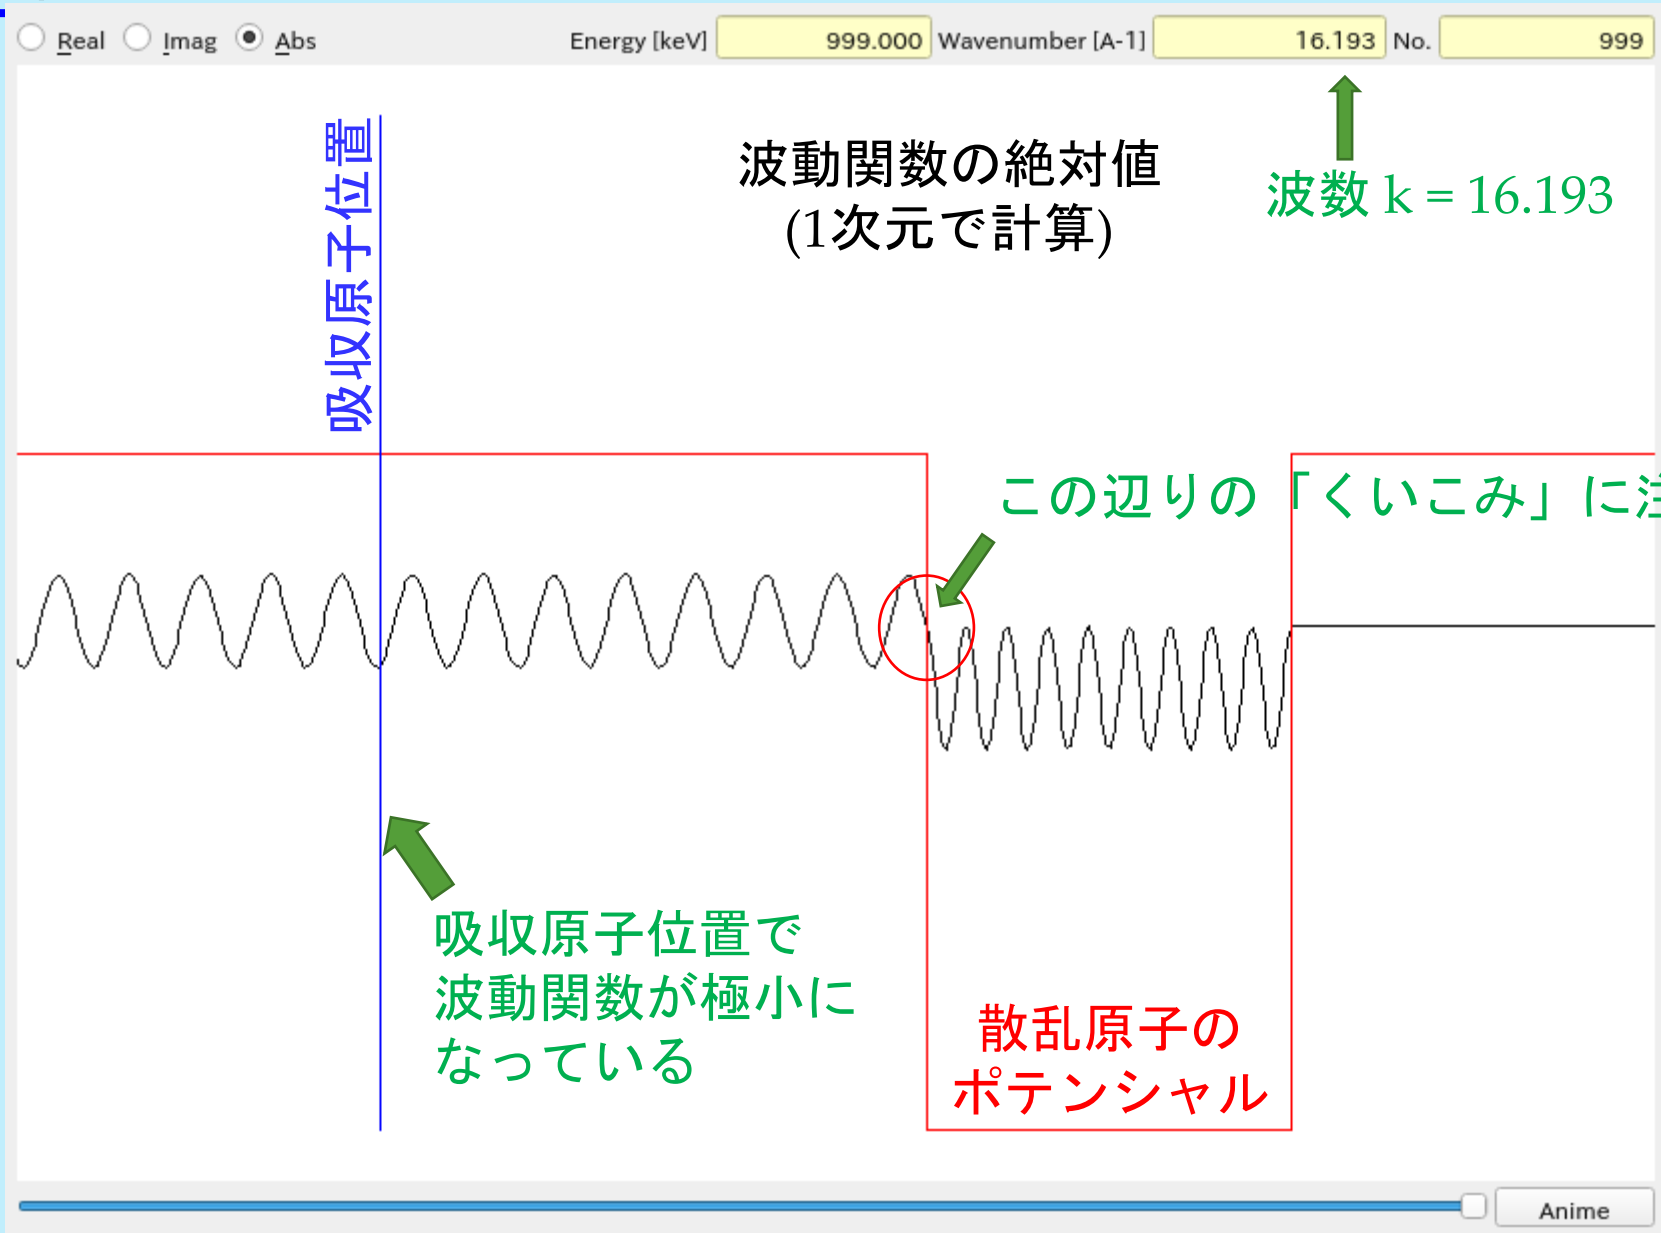 Real Imag Abs Energy [keV] 999.000 Wavenumber [A-1] 16.193 No. 999
波動関数の絶対値
(1次元で計算)
波数 k = 16.193
吸収原子位置
この辺りの「くいこみ」に注
吸収原子位置で
波動関数が極小に
なっている
散乱原子の
ポテンシャル
Anime